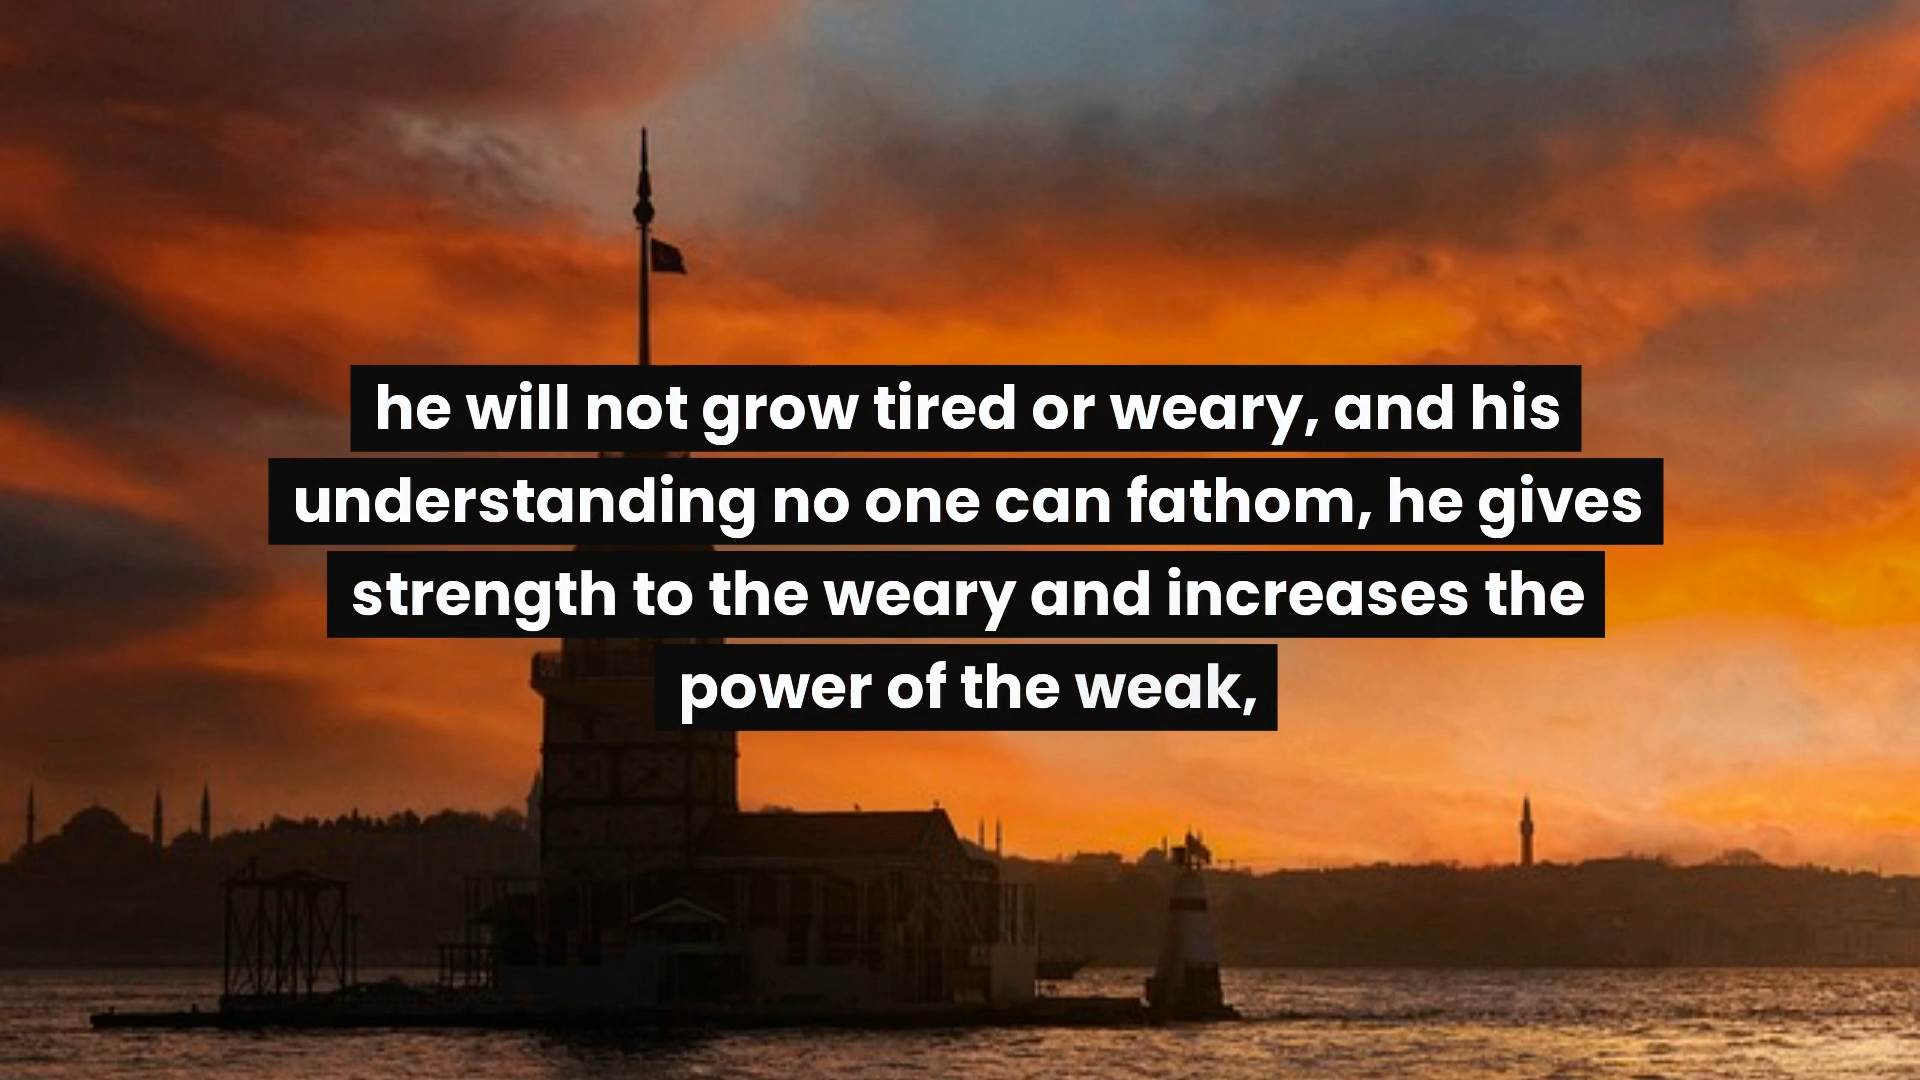 he will not grow tired or weary, and his
understanding no one can fathom, he gives
strength to the weary and increases the
power of the weak,